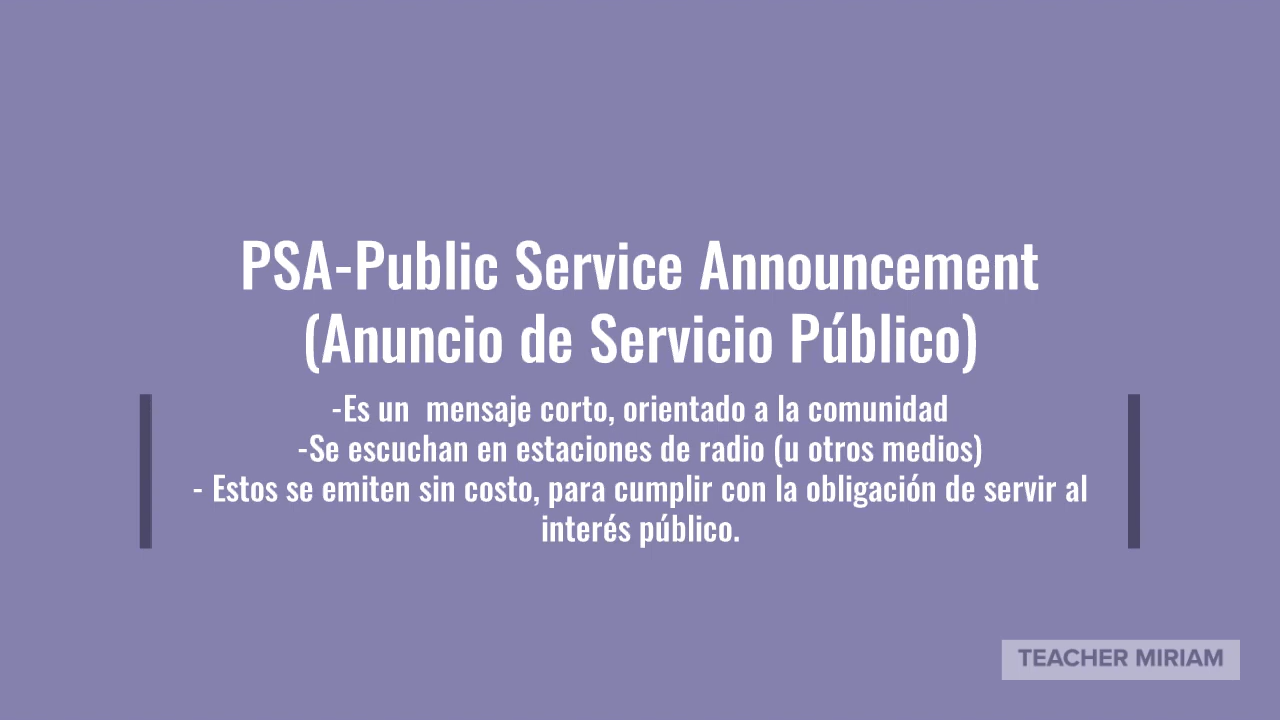 PSA-Public Service Announcement
(Anuncio de Servicio Público)
-Es un  mensaje corto, orientado a la comunidad
-Se escuchan en estaciones de radio (u otros medios)
- Estos se emiten sin costo, para cumplir con la obligación de servir al
interés público.
TEACHER MIRIAM